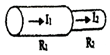 I₁ I₂
R₁ R₂